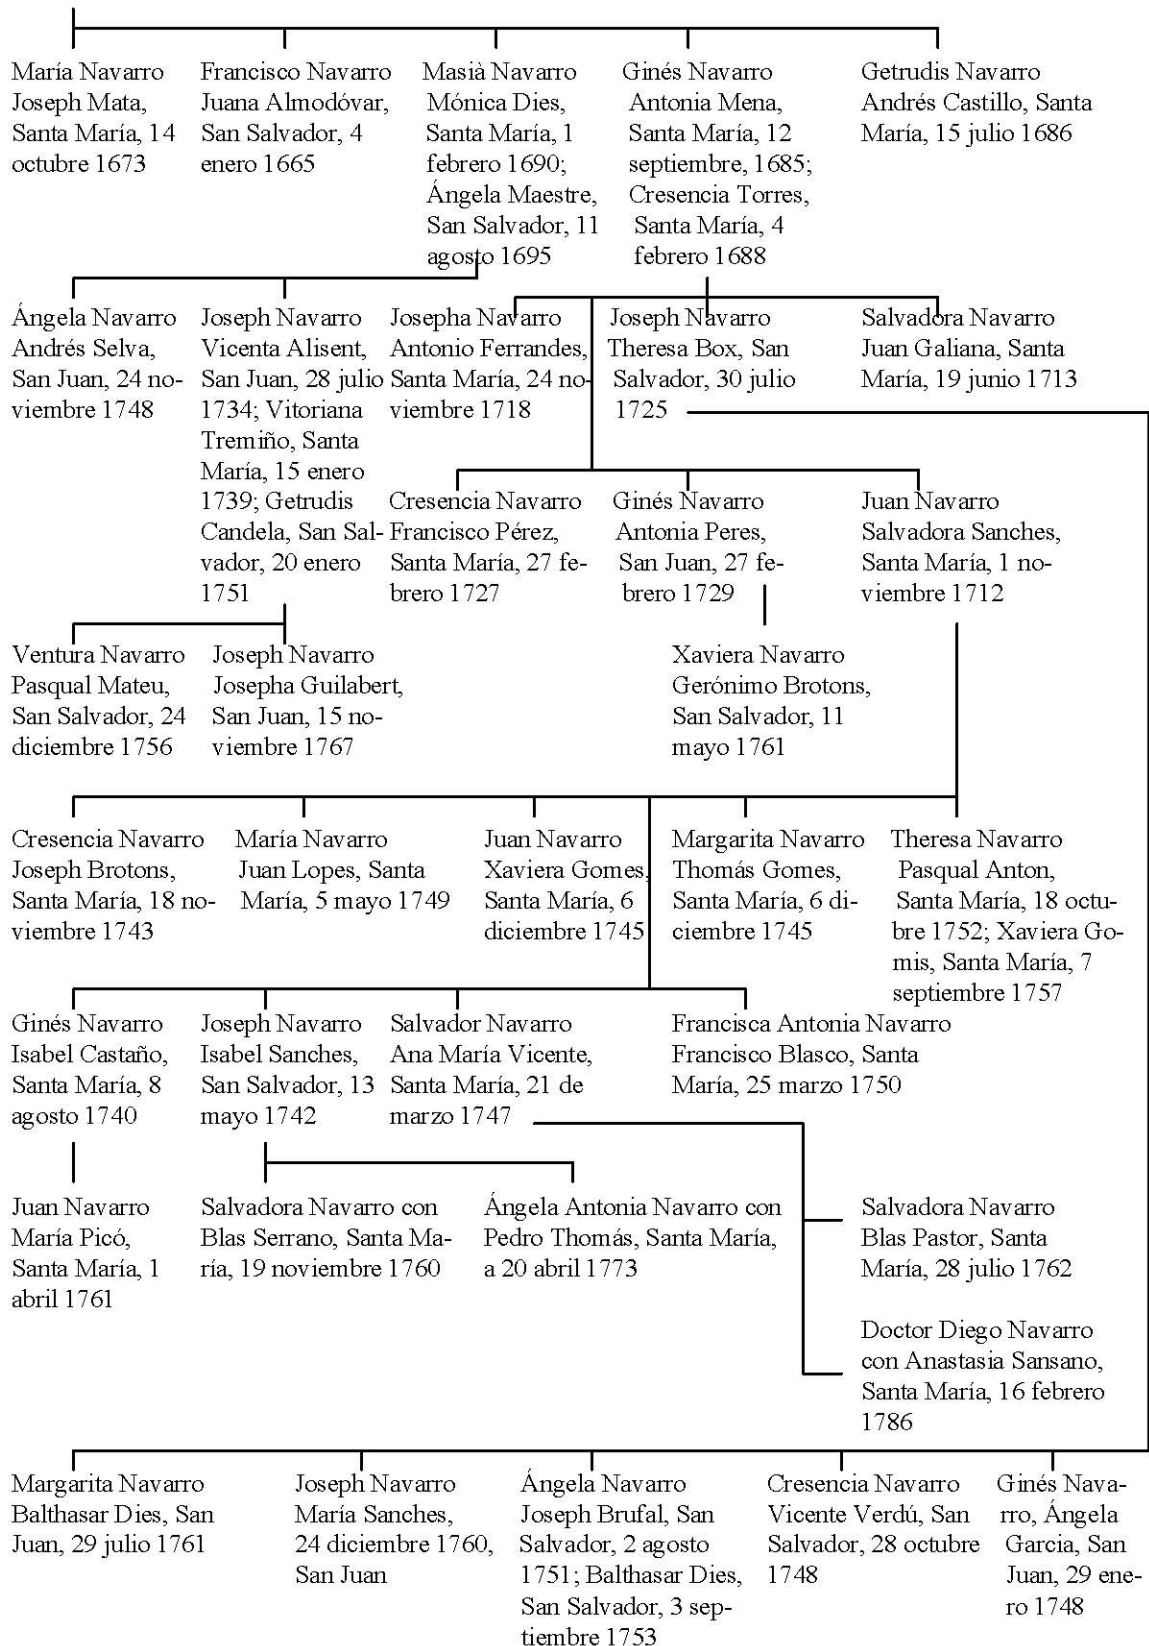 María Navarro
Joseph Mata,
Santa María, 14
octubre 1673
Francisco Navarro
Juana Almodóvar,
San Salvador, 4
enero 1665
Masià Navarro
Mónica Dies,
Santa María, 1
febrero 1690;
Ángela Maestre,
San Salvador, 11
agosto 1695
Ginés Navarro
Antonia Mena,
Santa María, 12
septiembre, 1685;
Cresencia Torres,
Santa María, 4
febrero 1688
Getrudis Navarro
Andrés Castillo, Santa
María, 15 julio 1686
Ángela Navarro
Andrés Selva,
San Juan, 24 no-
viembre 1748
Joseph Navarro
Vicenta Alisent,
San Juan, 28 julio
1734; Vitoriana
Tremiño, Santa
María, 15 enero
1739; Getrudis
Candela, San Sal-
vador, 20 enero
1751
Josepha Navarro
Antonio Ferrandes,
Santa María, 24 no-
viembre 1718
Joseph Navarro
Theresa Box, San
Salvador, 30 julio
1725
Salvadora Navarro
Juan Galiana, Santa
María, 19 junio 1713
Cresencia Navarro
Francisco Pérez,
Santa María, 27 fe-
brero 1727
Ginés Navarro
Antonia Peres,
San Juan, 27 fe-
brero 1729
Juan Navarro
Salvadora Sanches,
Santa María, 1 no-
viembre 1712
Ventura Navarro
Pasqual Mateu,
San Salvador, 24
diciembre 1756
Joseph Navarro
Josepha Guilabert,
San Juan, 15 no-
viembre 1767
Xaviera Navarro
Gerónimo Brotons,
San Salvador, 11
mayo 1761
Cresencia Navarro
Joseph Brotons,
Santa María, 18 no-
viembre 1743
María Navarro
Juan Lopes, Santa
María, 5 mayo 1749
Juan Navarro
Xaviera Gomes,
Santa María, 6
diciembre 1745
Margarita Navarro
Thomás Gomes,
Santa María, 6 di-
ciembre 1745
Theresa Navarro
Pasqual Anton,
Santa María, 18 octu-
bre 1752; Xaviera Go-
mis, Santa María, 7
septiembre 1757
Ginés Navarro
Isabel Castaño,
Santa María, 8
agosto 1740
Joseph Navarro
Isabel Sanches,
San Salvador, 13
mayo 1742
Salvador Navarro
Ana María Vicente,
Santa María, 21 de
marzo 1747
Francisca Antonia Navarro
Francisco Blasco, Santa
María, 25 marzo 1750
Juan Navarro
María Picó,
Santa María, 1
abril 1761
Salvadora Navarro con
Blas Serrano, Santa Ma-
ría, 19 noviembre 1760
Ángela Antonia Navarro con
Pedro Thomás, Santa María,
a 20 abril 1773
Salvadora Navarro
Blas Pastor, Santa
María, 28 julio 1762
Doctor Diego Navarro
con Anastasia Sansano,
Santa María, 16 febrero
1786
Margarita Navarro
Balthasar Dies, San
Juan, 29 julio 1761
Joseph Navarro
María Sanches,
24 diciembre 1760,
San Juan
Ángela Navarro
Joseph Brufal, San
Salvador, 2 agosto
1751; Balthasar Dies,
San Salvador, 3 sep-
tiembre 1753
Cresencia Navarro
Vicente Verdú, San
Salvador, 28 octubre
1748
Ginés Nava-
rro, Ángela
Garcia, San
Juan, 29 ene-
ro 1748